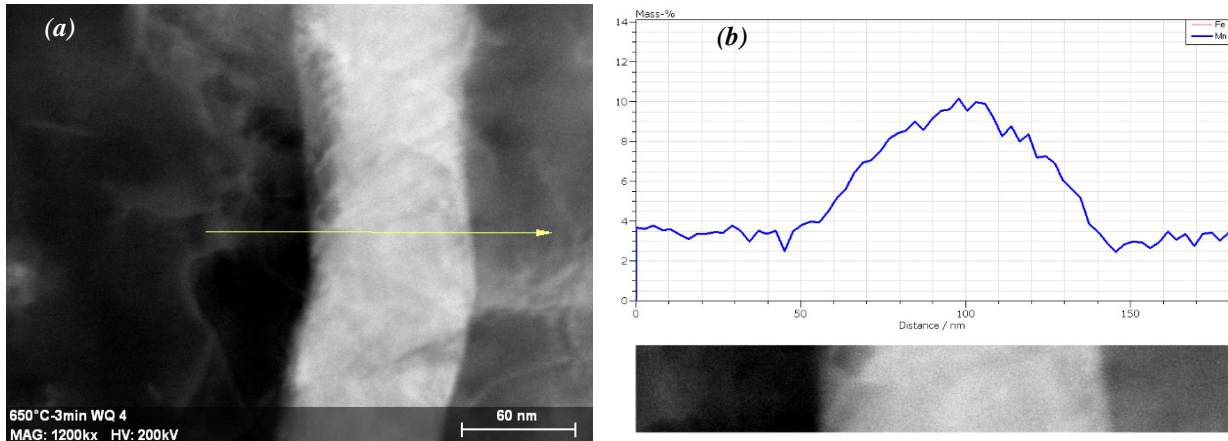 (a)
650°C-3min WQ 4
MAG: 1200kx HV: 200kV
60 nm
Mass-%
(b)
Fe
Mn
14
12
10
8
6
4
2
0
0 50 100 150
Distance / nm